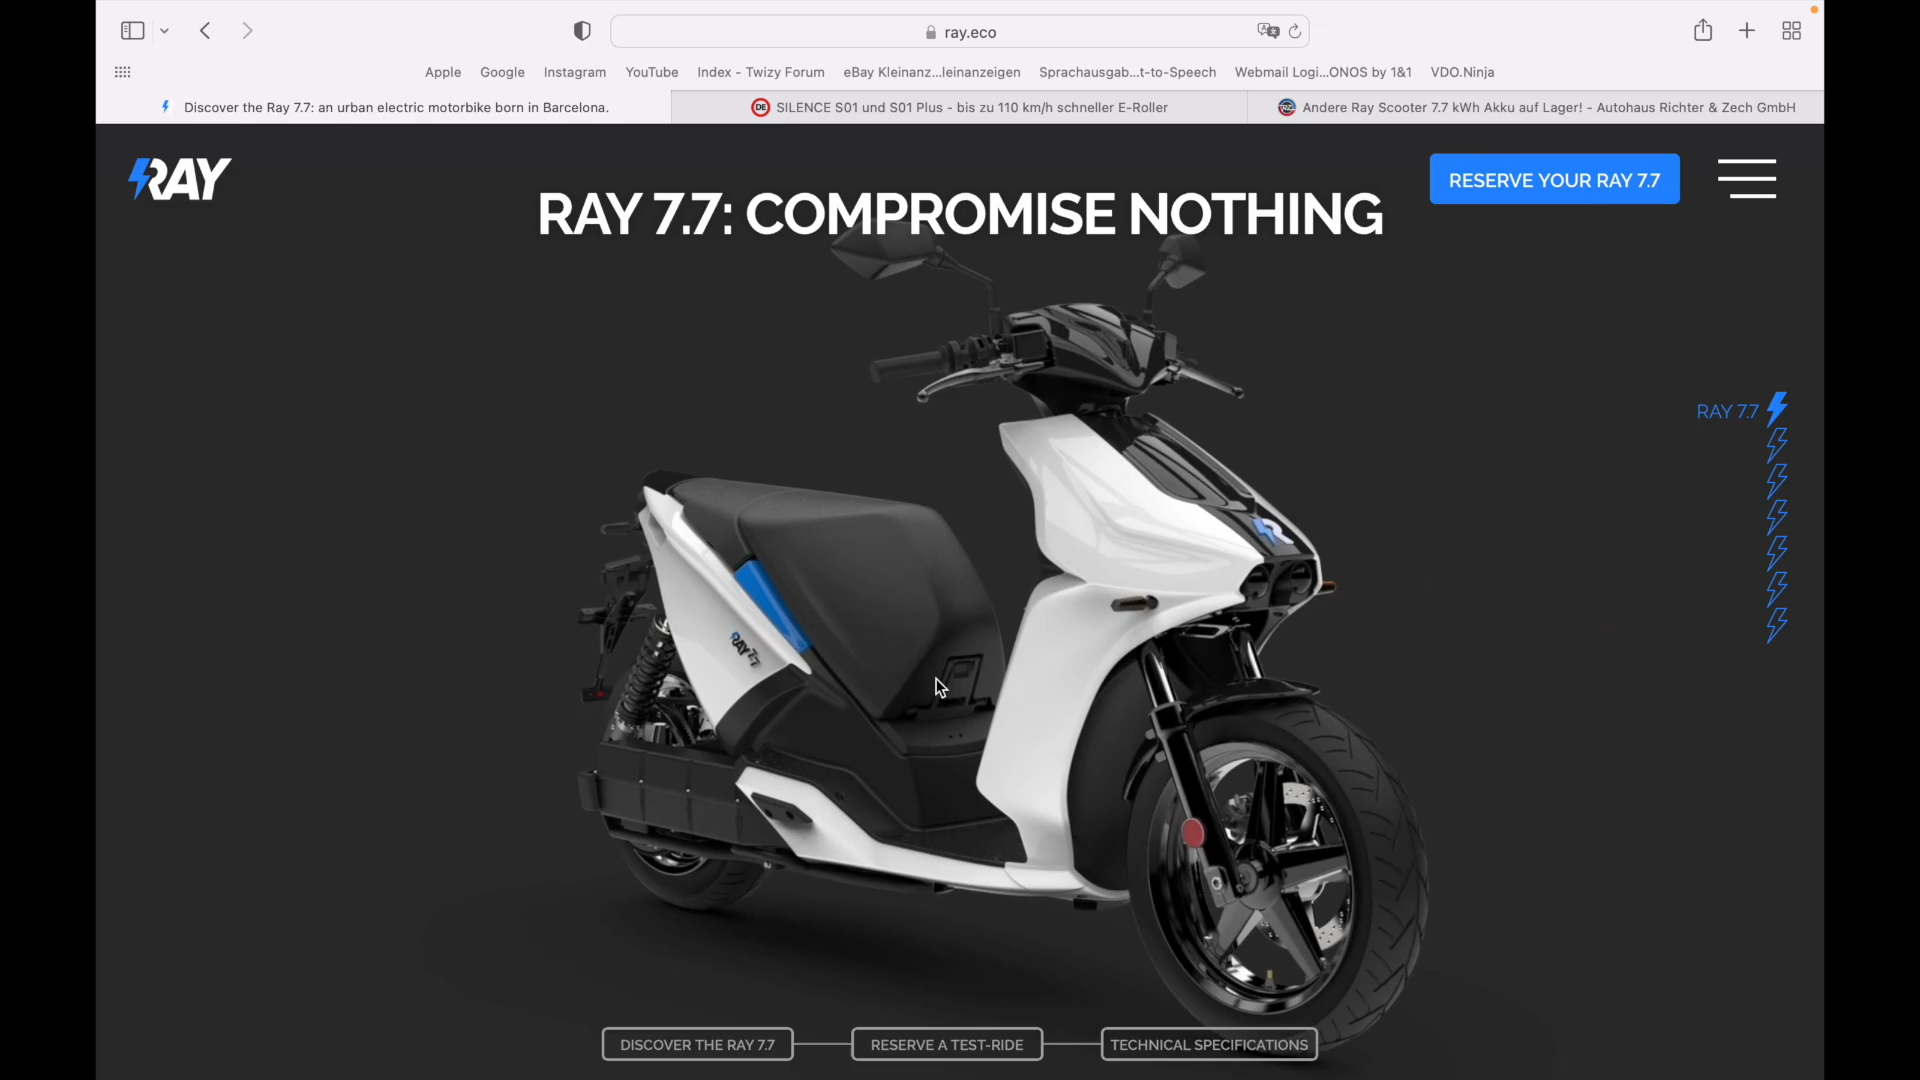 ray.eco
Apple
Google
Instagram
YouTube
Index - Twizy Forum
eBay Kleinanz...leinanzeigen
Sprachausgab...t-to-Speech
Webmail Logi...ONOS by 1&1
VDO.Ninja
Discover the Ray 7.7: an urban electric motorbike born in Barcelona.
DE
SILENCE S01 und S01 Plus - bis zu 110 km/h schneller E-Roller
Andere Ray Scooter 7.7 kWh Akku auf Lager! - Autohaus Richter & Zech GmbH
RAY
RAY 7.7: COMPROMISE NOTHING
RESERVE YOUR RAY 7.7
RAY 7.7
R
RAY 7.7
DISCOVER THE RAY 7.7
RESERVE A TEST-RIDE
TECHNICAL SPECIFICATIONS